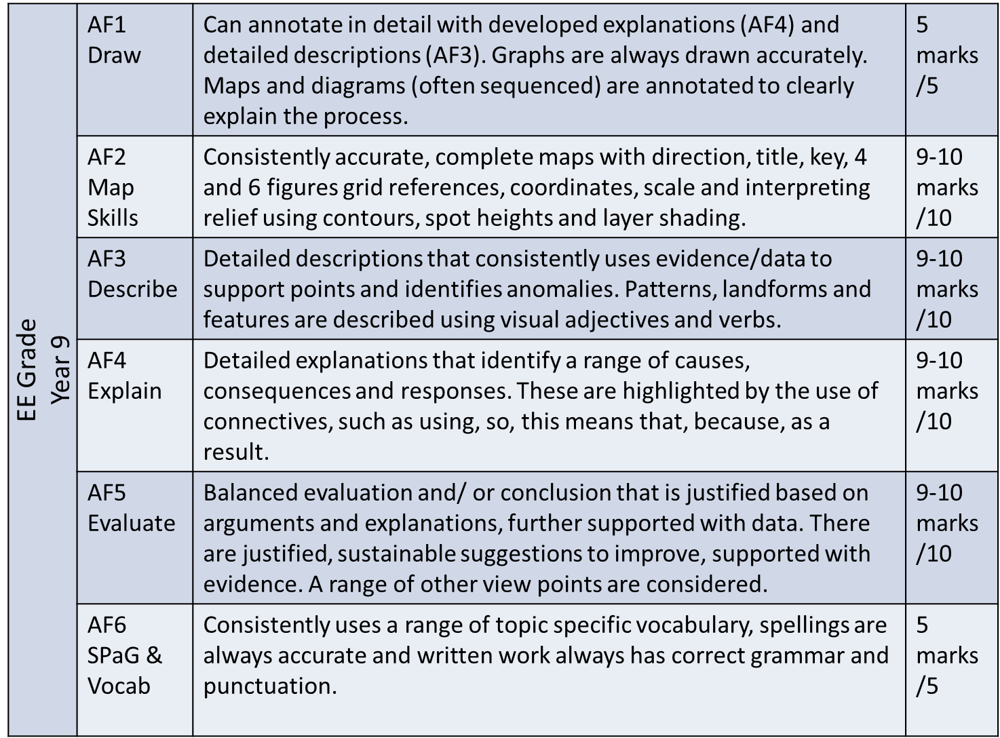 EE Grade
Year 9
AF1
Draw
Can annotate in detail with developed explanations (AF4) and
detailed descriptions (AF3). Graphs are always drawn accurately.
Maps and diagrams (often sequenced) are annotated to clearly
explain the process.
5
marks
/5
AF2
Map
Skills
Consistently accurate, complete maps with direction, title, key, 4
and 6 figures grid references, coordinates, scale and interpreting
relief using contours, spot heights and layer shading.
9-10
marks
/10
AF3
Describe
Detailed descriptions that consistently uses evidence/data to
support points and identifies anomalies. Patterns, landforms and
features are described using visual adjectives and verbs.
9-10
marks
/10
AF4
Explain
Detailed explanations that identify a range of causes,
consequences and responses. These are highlighted by the use of
connectives, such as using, so, this means that, because, as a
result.
9-10
marks
/10
AF5
Evaluate
Balanced evaluation and/ or conclusion that is justified based on
arguments and explanations, further supported with data. There
are justified, sustainable suggestions to improve, supported with
evidence. A range of other view points are considered.
9-10
marks
/10
AF6
SPaG &
Vocab
Consistently uses a range of topic specific vocabulary, spellings are
always accurate and written work always has correct grammar and
punctuation.
5
marks
/5